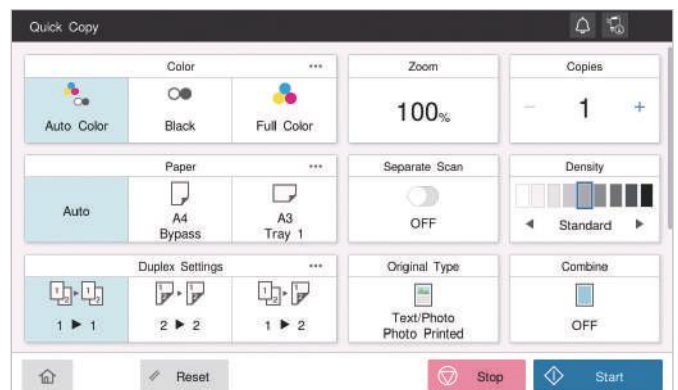 Quick Copy
Color
Zoom
Copies
Auto Color
Black
Full Color
100%
− 1 +
Paper
Separate Scan
Density
Auto
A4
Bypass
A3
Tray 1
OFF
◀ Standard ▶
Duplex Settings
Original Type
Combine
1 ▶ 1
2 ▶ 2
1 ▶ 2
Text/Photo
Photo Printed
OFF
Reset
Stop
Start